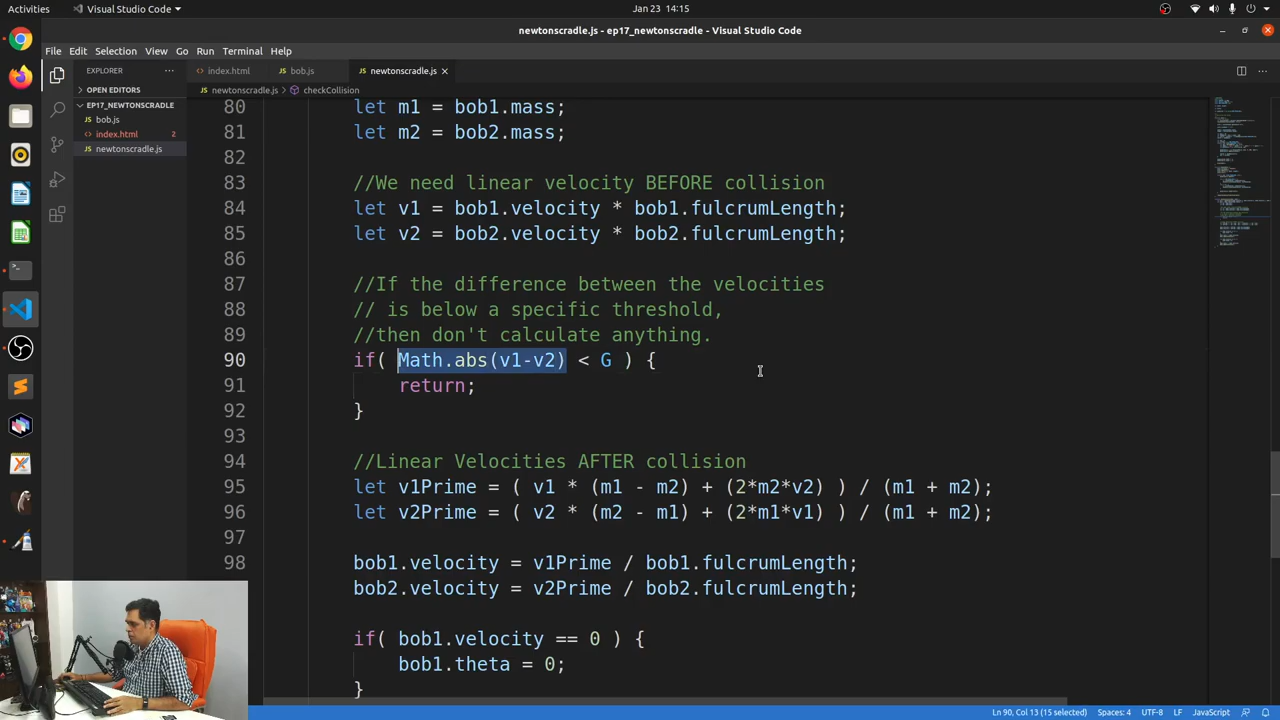 Activities
Visual Studio Code
Jan 23 14:15
newtonscradle.js - ep17_newtonscradle - Visual Studio Code
File Edit Selection View Go Run Terminal Help
EXPLORER
index.html
bob.js
newtonscradle.js
OPEN EDITORS
newtonscradle.js > checkCollision
EP17_NEWTONSCRADLE
bob.js
index.html 2
newtonscradle.js
80 let m1 = bob1.mass;
81 let m2 = bob2.mass;
82
83 //We need linear velocity BEFORE collision
84 let v1 = bob1.velocity * bob1.fulcrumLength;
85 let v2 = bob2.velocity * bob2.fulcrumLength;
86
87 //If the difference between the velocities
88 // is below a specific threshold,
89 //then don't calculate anything.
90 if( Math.abs(v1-v2) < G ) {
91 return;
92 }
93
94 //Linear Velocities AFTER collision
95 let v1Prime = ( v1 * (m1 - m2) + (2*m2*v2) ) / (m1 + m2);
96 let v2Prime = ( v2 * (m2 - m1) + (2*m1*v1) ) / (m1 + m2);
97
98 bob1.velocity = v1Prime / bob1.fulcrumLength;
bob2.velocity = v2Prime / bob2.fulcrumLength;
if( bob1.velocity == 0 ) {
bob1.theta = 0;
}
Ln 90, Col 13 (15 selected) Spaces: 4 UTF-8 LF JavaScript